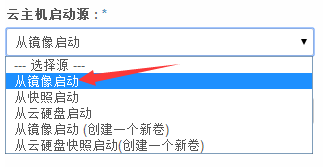 云主机启动源：*
从镜像启动
--- 选择源 ---
从镜像启动
从快照启动
从云硬盘启动
从镜像启动 (创建一个新卷)
从云硬盘快照启动(创建一个新卷)